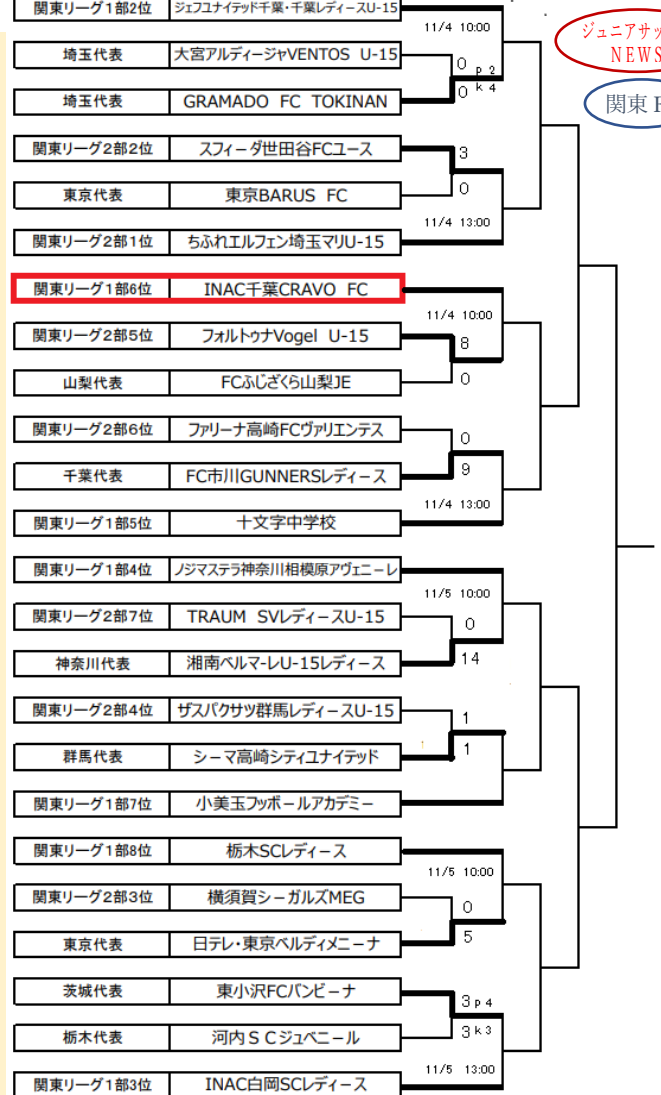 関東リーグ1部2位 ジェフユナイテッド千葉・千葉レディースU-15
11/4 10:00
ジュニアサッ
NEWS
埼玉代表 大宮アルディージャVENTOS U-15
0 p 2
0 k 4
埼玉代表 GRAMADO FC TOKINAN
関東 F
関東リーグ2部2位 スフィーダ世田谷FCユース
3
東京代表 東京BARUS FC
0
11/4 13:00
関東リーグ2部1位 ちふれエルフェン埼玉マリU-15
関東リーグ1部6位 INAC千葉CRAVO FC
11/4 10:00
関東リーグ2部5位 フォルトゥナVogel U-15
8
山梨代表 FCふじざくら山梨JE
0
関東リーグ2部6位 ファリーナ高崎FCヴァリエンテス
0
千葉代表 FC市川GUNNERSレディース
9
11/4 13:00
関東リーグ1部5位 十文字中学校
関東リーグ1部4位 ノジマステラ神奈川相模原アヴェニーレ
11/5 10:00
関東リーグ2部7位 TRAUM SVレディースU-15
0
神奈川代表 湘南ベルマーレU-15レディース
14
関東リーグ2部4位 ザスパクサツ群馬レディースU-15
1
群馬代表 シーマ高崎シティユナイテッド
1
関東リーグ1部7位 小美玉フッボールアカデミー
関東リーグ1部8位 栃木SCレディース
11/5 10:00
関東リーグ2部3位 横須賀シーガルズMEG
0
東京代表 日テレ・東京ベルディメニーナ
5
茨城代表 東小沢FCバンビーナ
3 p 4
栃木代表 河内ＳＣジュベニール
3 k 3
11/5 13:00
関東リーグ1部3位 INAC白岡SCレディース